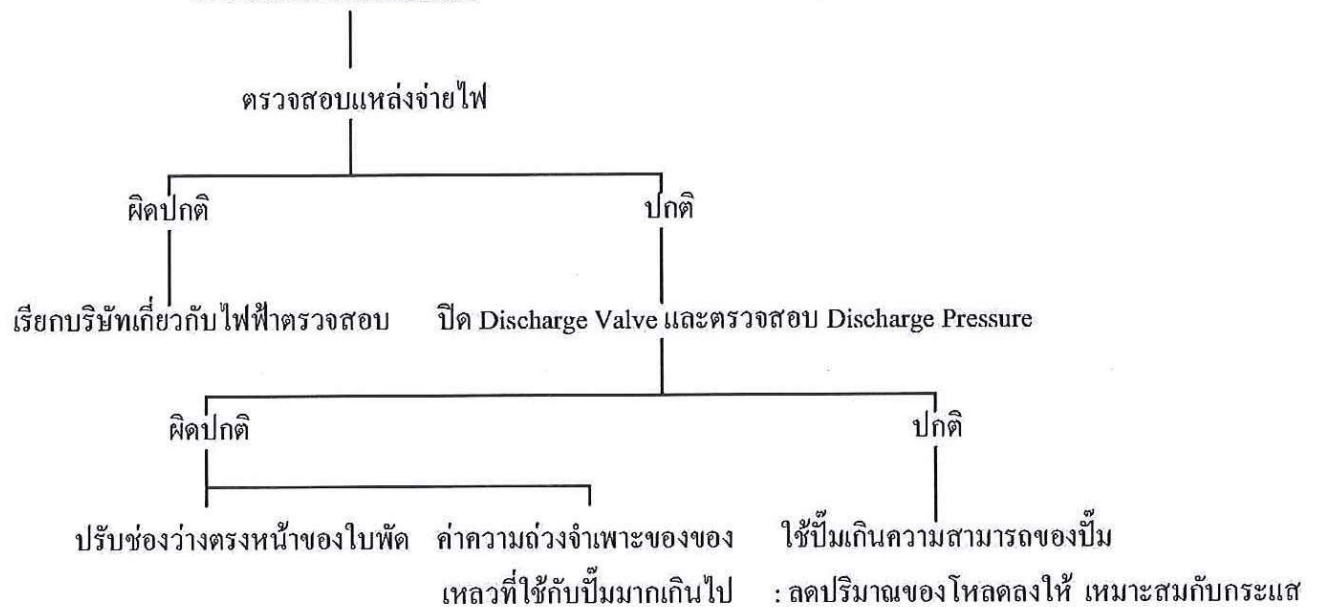 ตรวจสอบแหล่งจ่ายไฟ
ผิดปกติ ปกติ
เรียกบริษัทเกี่ยวกับไฟฟ้าตรวจสอบ ปิด Discharge Valve และตรวจสอบ Discharge Pressure
ผิดปกติ ปกติ
ปรับช่องว่างตรงหน้าของใบพัด ค่าความถ่วงจำเพาะของของ ใช้ปั๊มเกินความสามารถของปั๊ม
เหลวที่ใช้กับปั๊มมากเกินไป : ลดปริมาณของโหลดลงให้ เหมาะสมกับกระแส